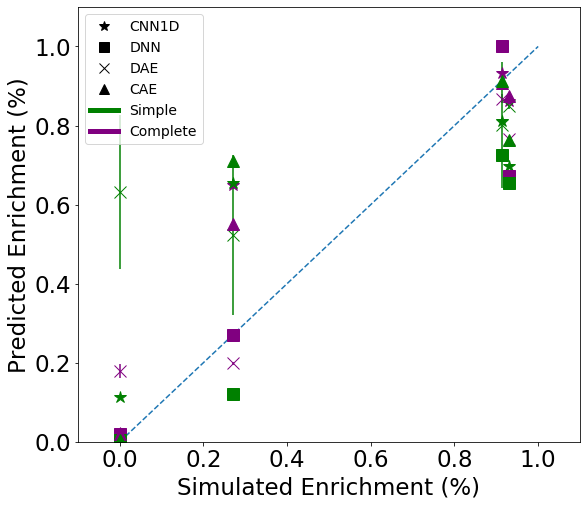 CNN1D
DNN
DAE
CAE
Simple
Complete
Predicted Enrichment (%)
1.0
0.8
0.6
0.4
0.2
0.0
0.0 0.2 0.4 0.6 0.8 1.0
Simulated Enrichment (%)